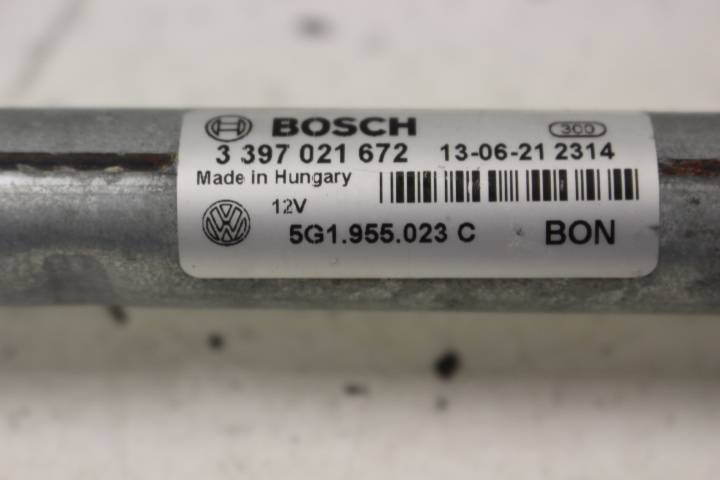 BOSCH 300
3 397 021 672 13-06-21 2314
Made in Hungary
12V
5G1.955.023 C BON